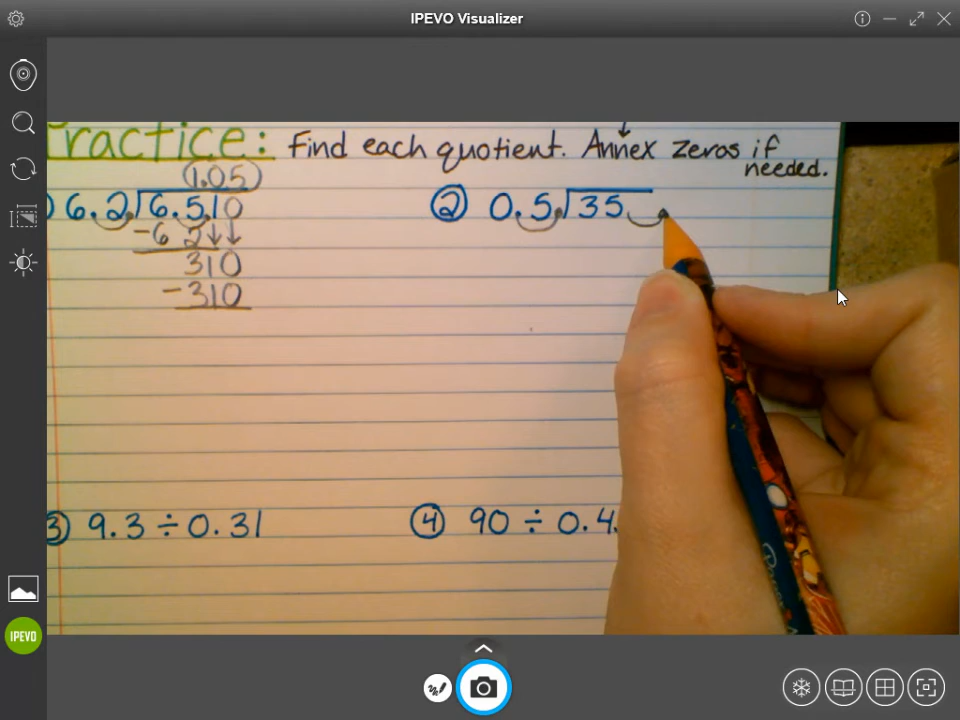 IPEVO Visualizer
Practice: Find each quotient. Annex zeros if
needed.
1.05
) 6.2 6.510
② 0.5 35.
-6 2
310
-310
③ 9.3 ÷ 0.31
④ 90 ÷ 0.4
IPEVO